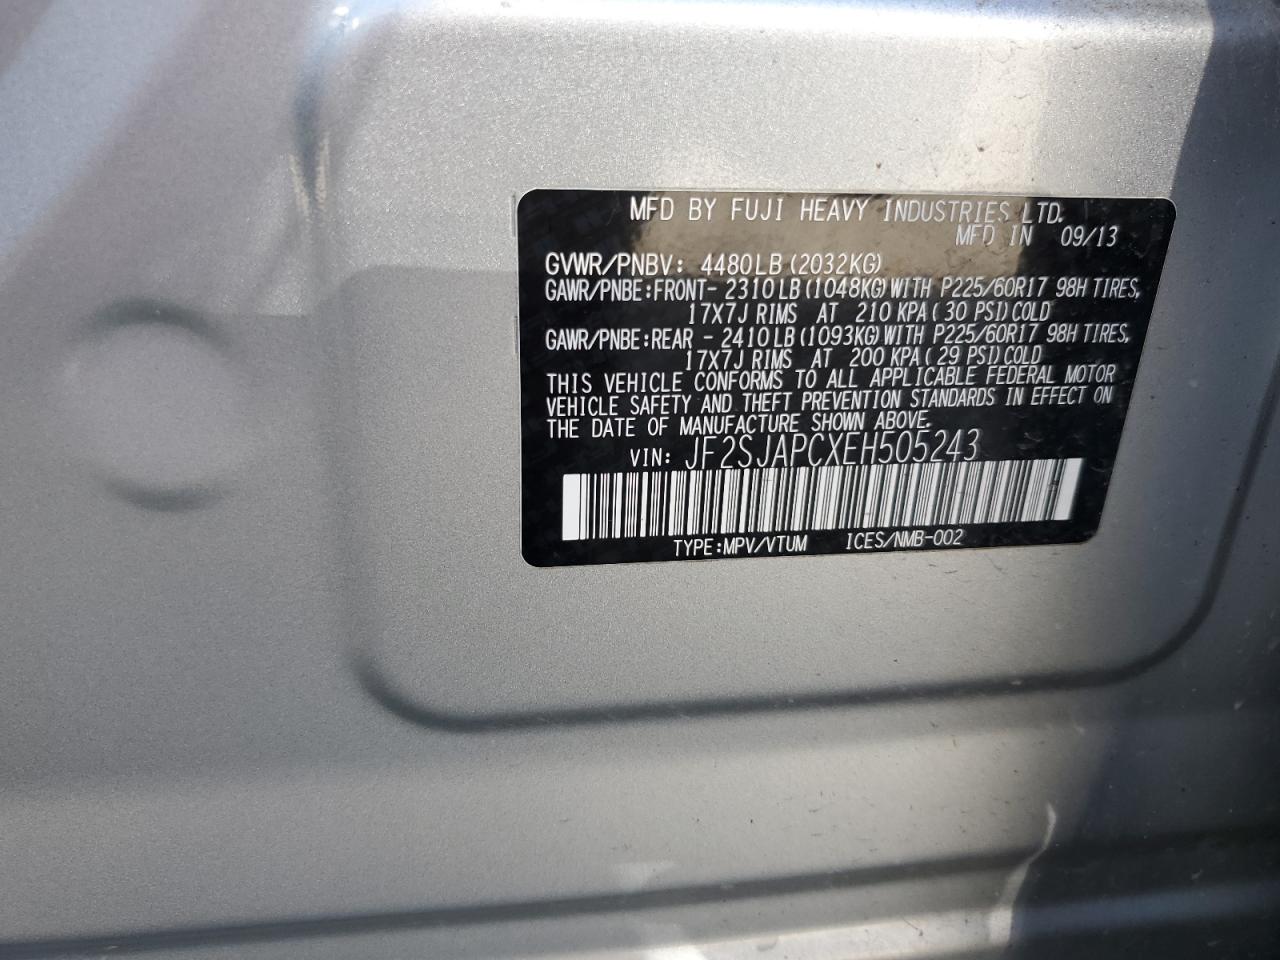 MFD BY FUJI HEAVY INDUSTRIES LTD.
MFD IN 09/13
GVWR/PNBV: 4480LB (2032KG)
GAWR/PNBE:FRONT- 2310LB (1048KG) WITH P225/60R17 98H TIRES,
17X7J RIMS AT 210 KPA ( 30 PSI) COLD
GAWR/PNBE:REAR - 2410LB (1093KG) WITH P225/60R17 98H TIRES,
17X7J RIMS AT 200 KPA ( 29 PSI) COLD
THIS VEHICLE CONFORMS TO ALL APPLICABLE FEDERAL MOTOR
VEHICLE SAFETY AND THEFT PREVENTION STANDARDS IN EFFECT ON
THE DATE OF MANUFACTURE SHOWN ABOVE.
VIN: JF2SJAPCXEH505243
TYPE:MPV/VTUM ICES/NMB-002